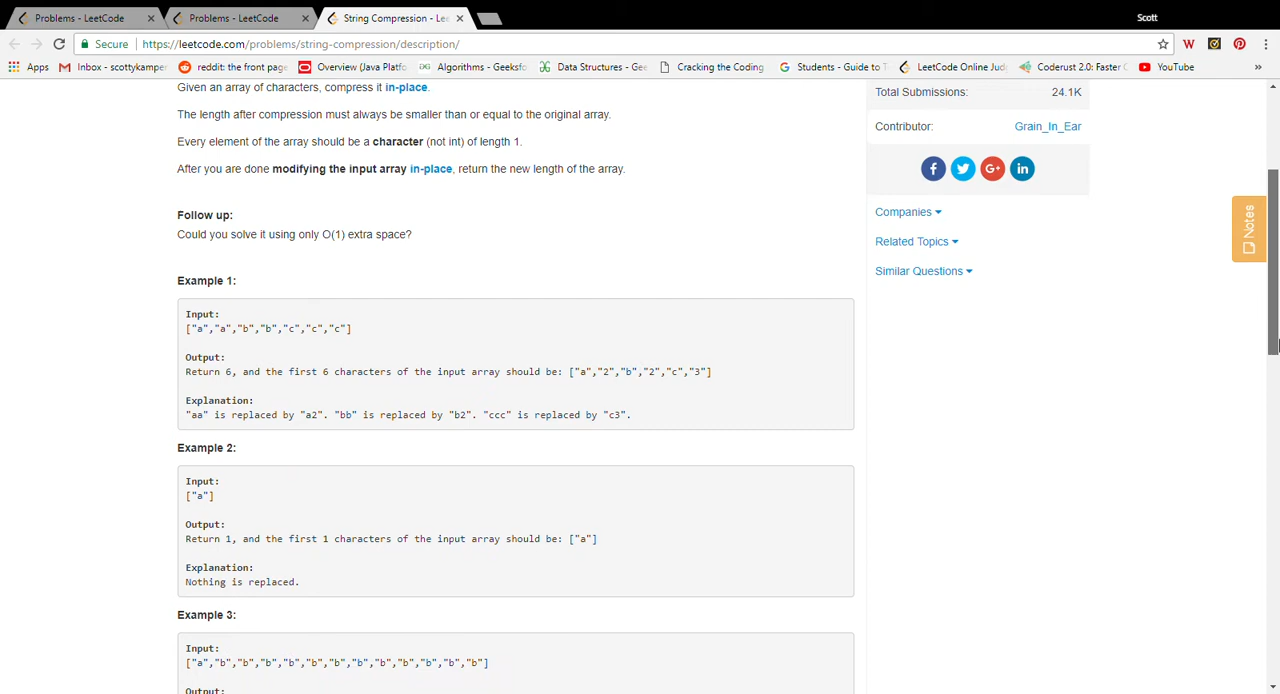 Problems - LeetCode
Problems - LeetCode
String Compression - Lee
Scott
Secure https://leetcode.com/problems/string-compression/description/
Apps Inbox - scottykamper reddit: the front page Overview (Java Platfo Algorithms - Geeksfo Data Structures - Gee Cracking the Coding Students - Guide to T LeetCode Online Jud Coderust 2.0: Faster C YouTube »
Given an array of characters, compress it in-place.
The length after compression must always be smaller than or equal to the original array.
Every element of the array should be a character (not int) of length 1.
After you are done modifying the input array in-place, return the new length of the array.
Follow up:
Could you solve it using only O(1) extra space?
Example 1:
Input:
["a","a","b","b","c","c","c"]
Output:
Return 6, and the first 6 characters of the input array should be: ["a","2","b","2","c","3"]
Explanation:
"aa" is replaced by "a2". "bb" is replaced by "b2". "ccc" is replaced by "c3".
Example 2:
Input:
["a"]
Output:
Return 1, and the first 1 characters of the input array should be: ["a"]
Explanation:
Nothing is replaced.
Example 3:
Input:
["a","b","b","b","b","b","b","b","b","b","b","b","b"]
Output:
Total Submissions: 24.1K
Contributor: Grain_In_Ear
Companies
Related Topics
Similar Questions
Notes